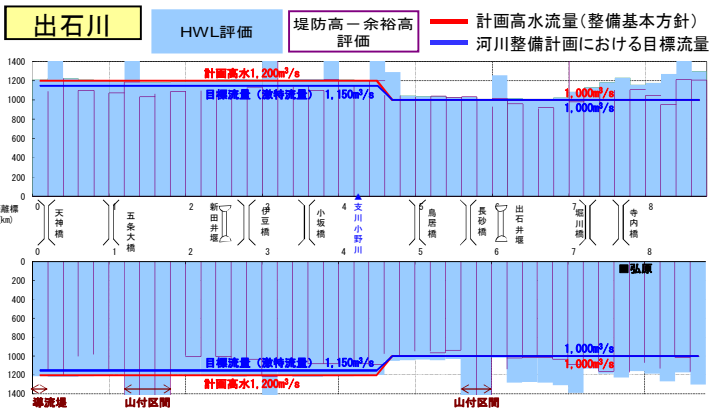 出石川
HWL評価
堤防高－余裕高
評価
計画高水流量(整備基本方針)
河川整備計画における目標流量
1400
1200
1000
800
600
400
200
0
計画高水1,200m³/s
目標流量（激特流量） 1,150m³/s
1,000m³/s
1,000m³/s
距離標
(km)
0 1 2 3 4 5 6 7 8
天神橋
五条大橋
新田井堰
伊豆橋
小坂橋
支川小野川
鳥居橋
長砂橋
出石井堰
堀川橋
寺内橋
0 1 2 3 4 5 6 7 8
0
200
400
600
800
1000
1200
1400
■弘原
目標流量（激特流量） 1,150m³/s
計画高水1,200m³/s
1,000m³/s
1,000m³/s
導流堤
山付区間
山付区間